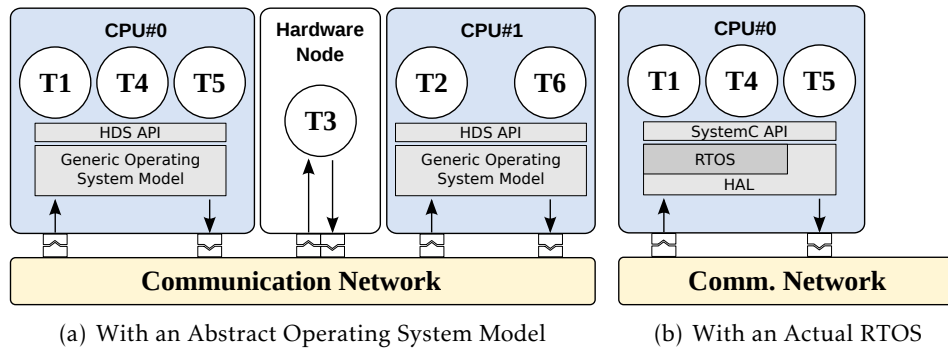 CPU#0
T1 T4 T5
HDS API
Generic Operating
System Model
Hardware
Node
T3
CPU#1
T2 T6
HDS API
Generic Operating
System Model
Communication Network
(a) With an Abstract Operating System Model
CPU#0
T1 T4 T5
SystemC API
RTOS
HAL
Comm. Network
(b) With an Actual RTOS